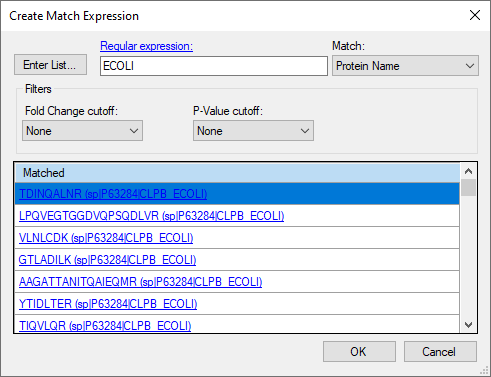 Create Match Expression
Regular expression:
Match:
Enter List...
ECOLI
Protein Name
Filters
Fold Change cutoff:
P-Value cutoff:
None
None
Matched
TDINQALNR (sp|P63284|CLPB_ECOLI)
LPQVEGTGGDVQPSQDLVR (sp|P63284|CLPB_ECOLI)
VLNLCDK (sp|P63284|CLPB_ECOLI)
GTLADILK (sp|P63284|CLPB_ECOLI)
AAGATTANITQAIEQMR (sp|P63284|CLPB_ECOLI)
YTIDLTER (sp|P63284|CLPB_ECOLI)
TIQVLQR (sp|P63284|CLPB_ECOLI)
OK
Cancel